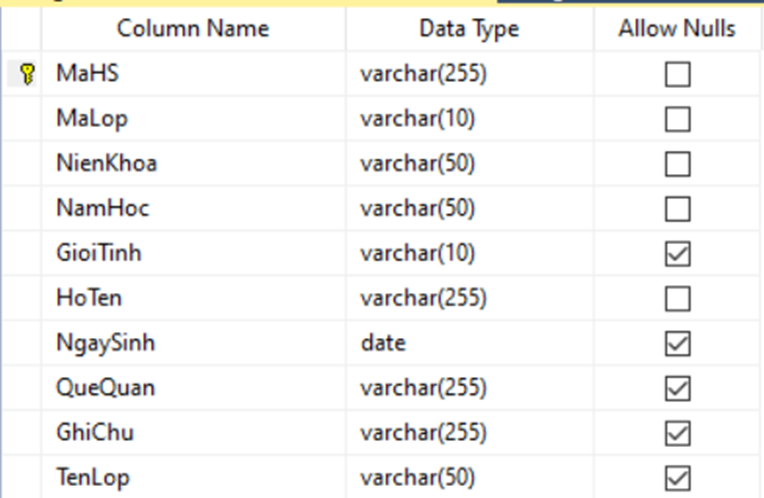 Column Name Data Type Allow Nulls
MaHS varchar(255)
MaLop varchar(10)
NienKhoa varchar(50)
NamHoc varchar(50)
GioiTinh varchar(10)
HoTen varchar(255)
NgaySinh date
QueQuan varchar(255)
GhiChu varchar(255)
TenLop varchar(50)